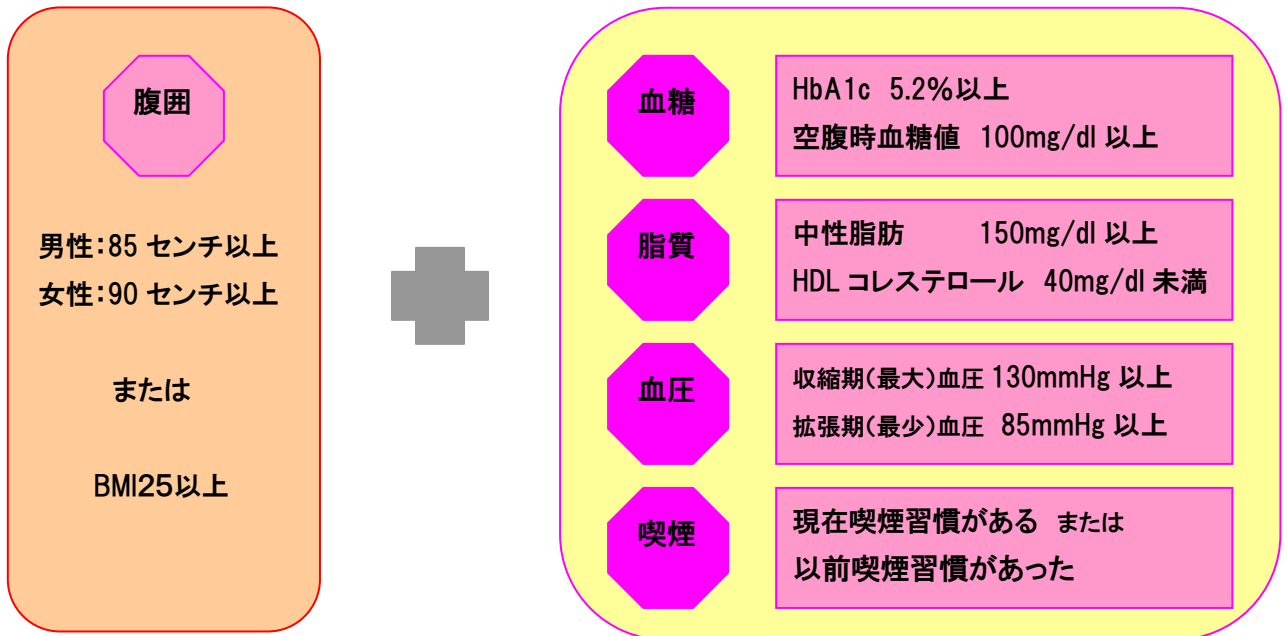 腹囲
男性:85 センチ以上
女性:90 センチ以上
または
BMI25以上
血糖
HbA1c 5.2%以上
空腹時血糖値 100mg/dl 以上
脂質
中性脂肪 150mg/dl 以上
HDL コレステロール 40mg/dl 未満
血圧
収縮期(最大)血圧 130mmHg 以上
拡張期(最少)血圧 85mmHg 以上
喫煙
現在喫煙習慣がある または
以前喫煙習慣があった